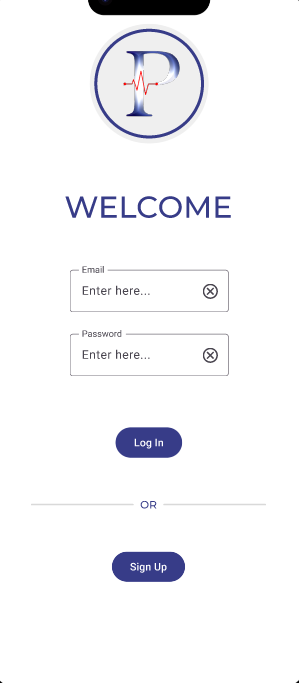 P
WELCOME
Email
Enter here...
Password
Enter here...
Log In
OR
Sign Up